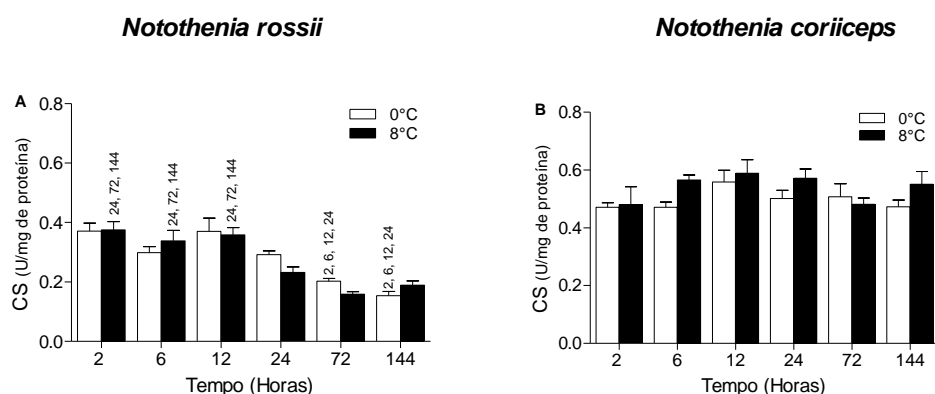 Notothenia rossii
Notothenia coriiceps
A
CS (U/mg de proteína)
0.8
0.6
0.4
0.2
0.0
0°C
8°C
24, 72, 144
24, 72, 144
24, 72, 144
2, 6, 12, 24
2, 6, 12, 24
2 6 12 24 72 144
Tempo (Horas)
B
CS (U/mg de proteína)
0.8
0.6
0.4
0.2
0.0
0°C
8°C
2 6 12 24 72 144
Tempo (Horas)